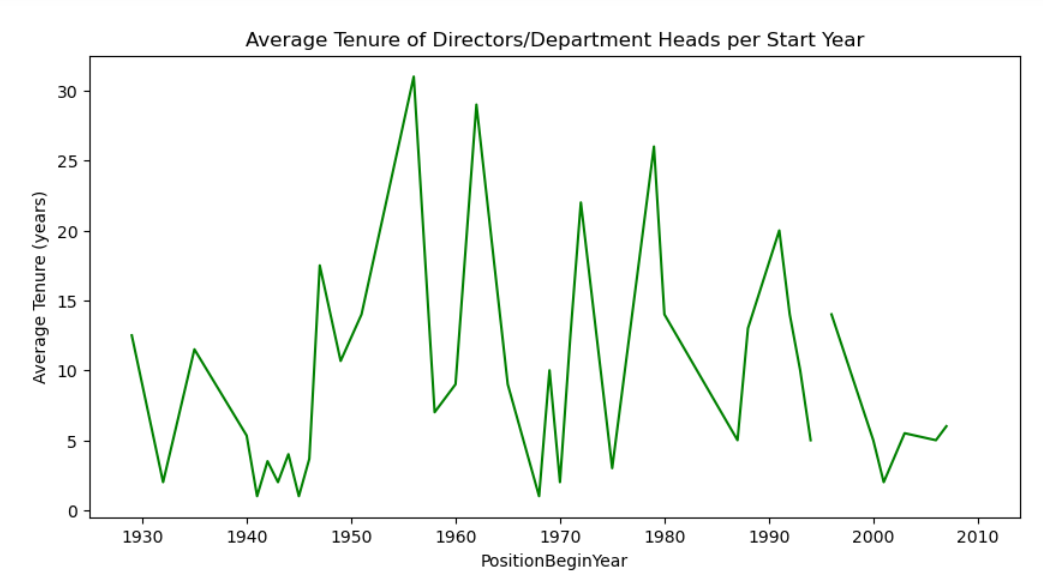 Average Tenure of Directors/Department Heads per Start Year
Average Tenure (years)
30
25
20
15
10
5
0
1930 1940 1950 1960 1970 1980 1990 2000 2010
PositionBeginYear